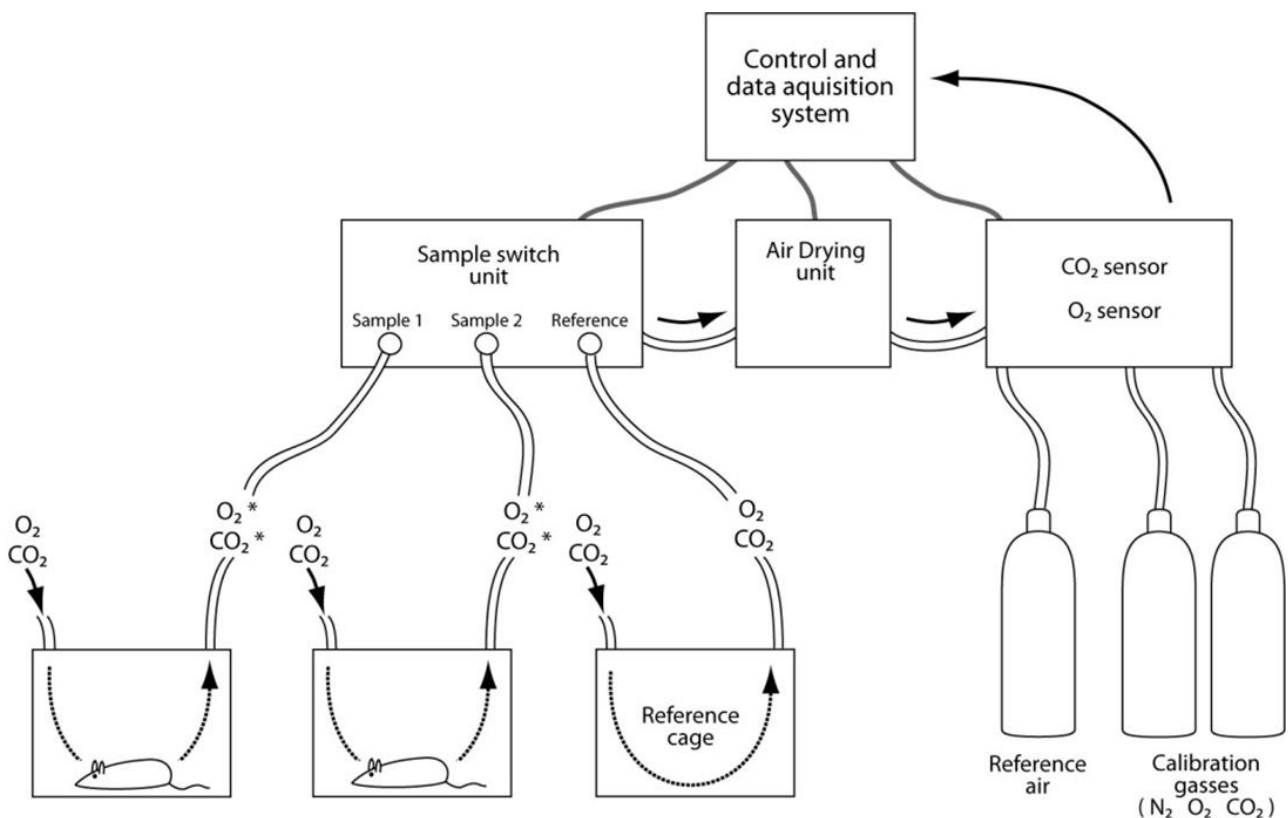 Control and
data aquisition
system
Sample switch
unit
Sample 1
Sample 2
Reference
Air Drying
unit
CO₂ sensor
O₂ sensor
O₂
CO₂
O₂ *
CO₂ *
O₂
CO₂
O₂ *
CO₂ *
O₂
CO₂
O₂
CO₂
Reference
cage
Reference
air
Calibration
gasses
( N₂ O₂ CO₂ )